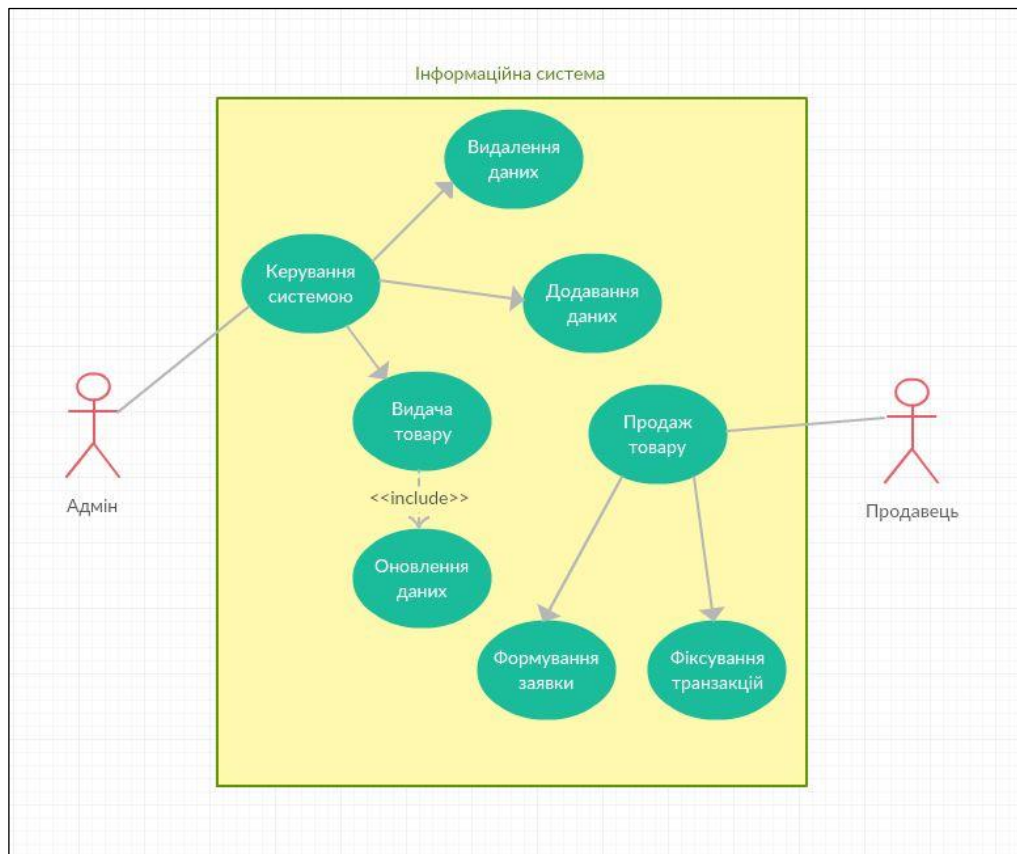 Інформаційна система
Видалення
даних
Керування
системою
Додавання
даних
Видача
товару
Продаж
товару
<<include>>
Адмін
Продавець
Оновлення
даних
Формування
заявки
Фіксування
транзакцій